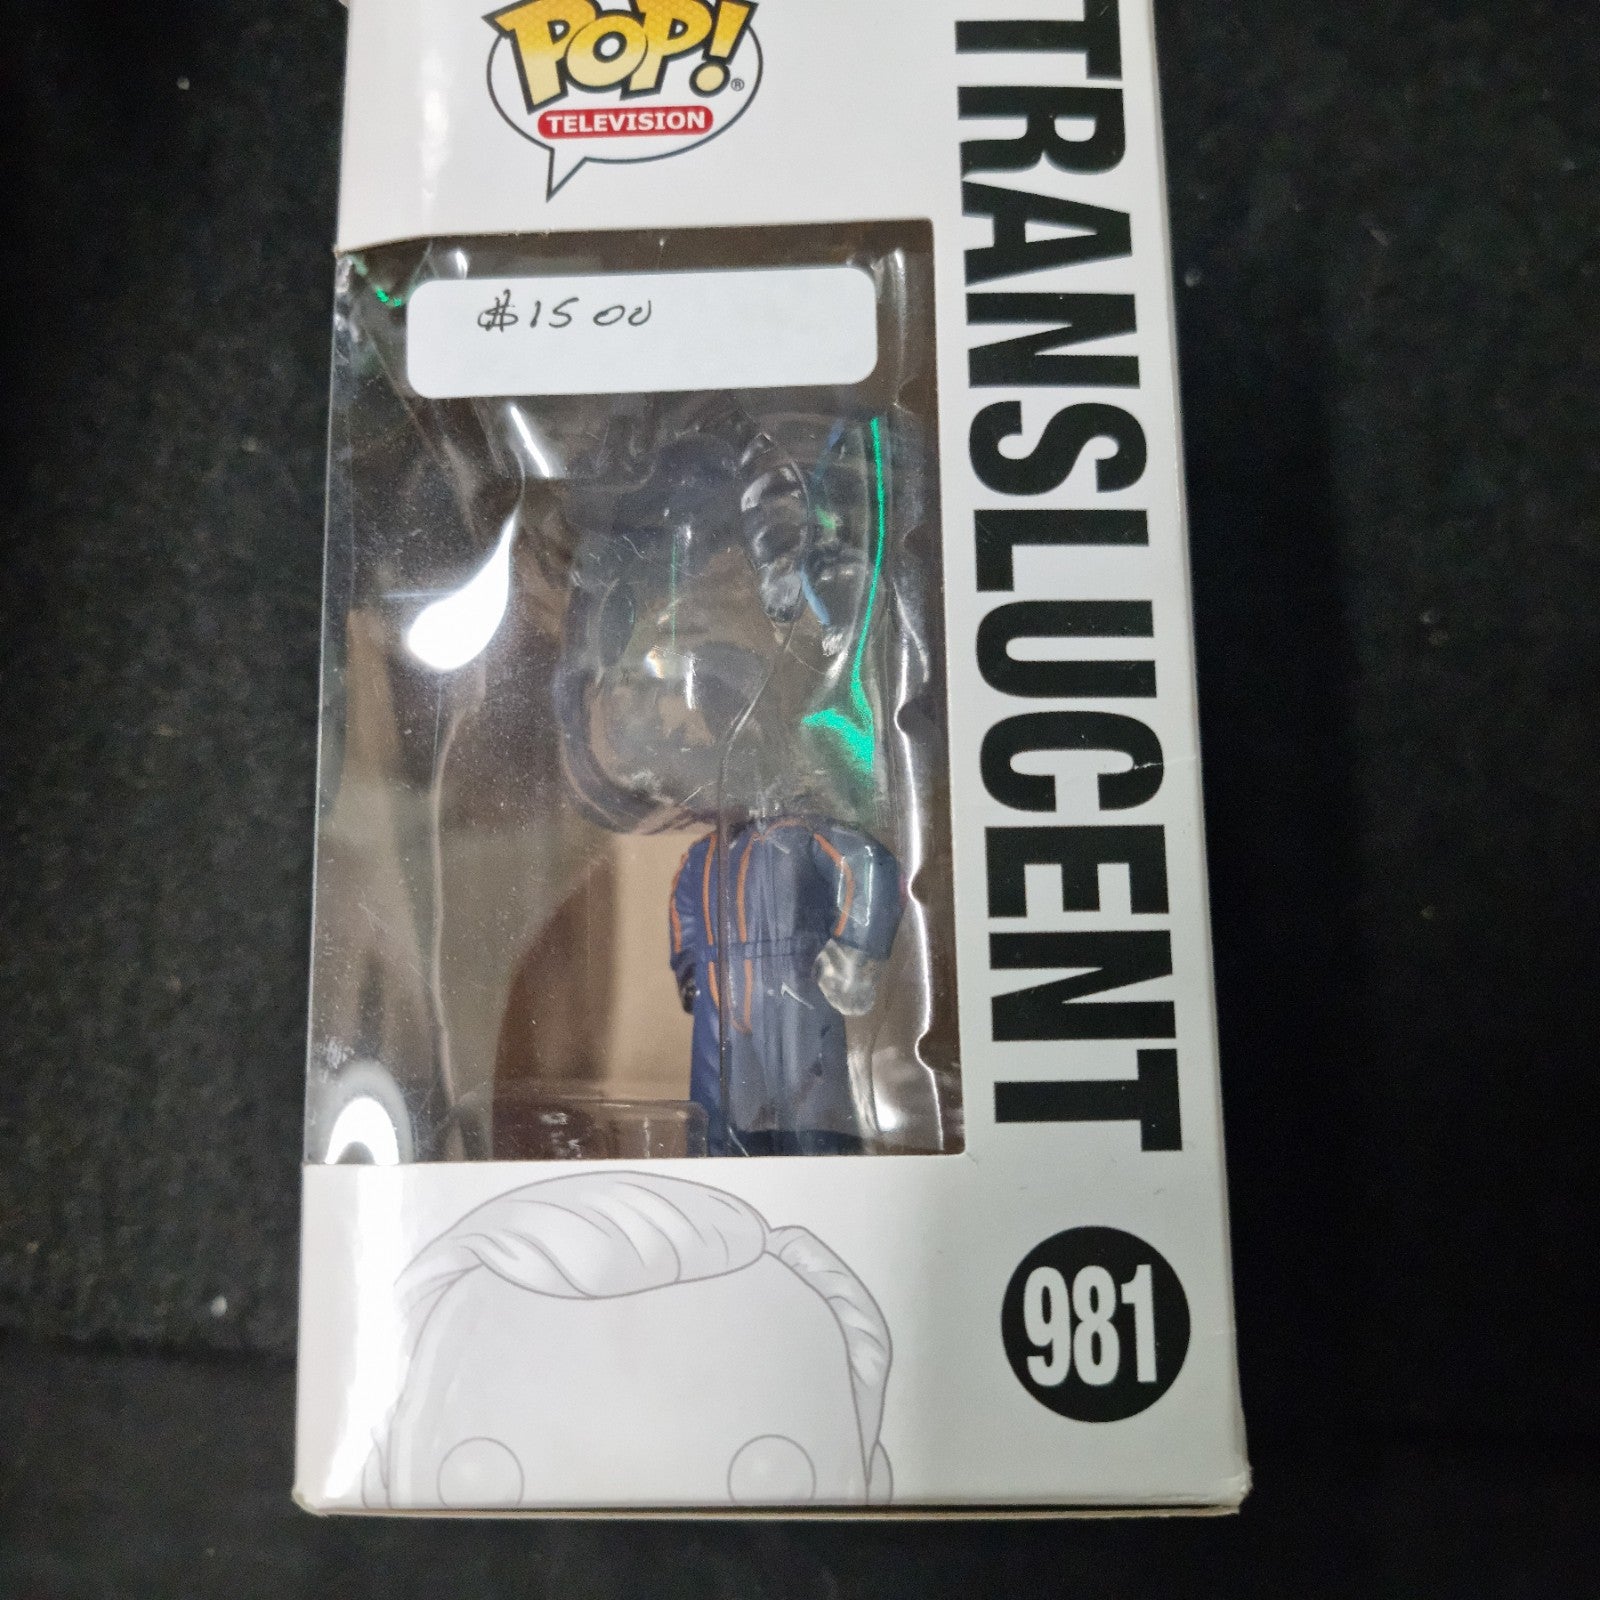 POP!®
TELEVISION
$15 00
TRANSLUCENT
981